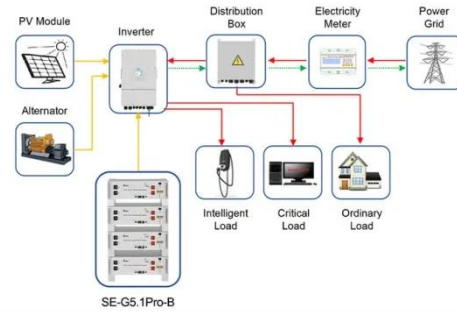 PV Module
Inverter
Distribution
Box
Electricity
Meter
Power
Grid
Alternator
Intelligent
Load
Critical
Load
Ordinary
Load
SE-G5.1Pro-B